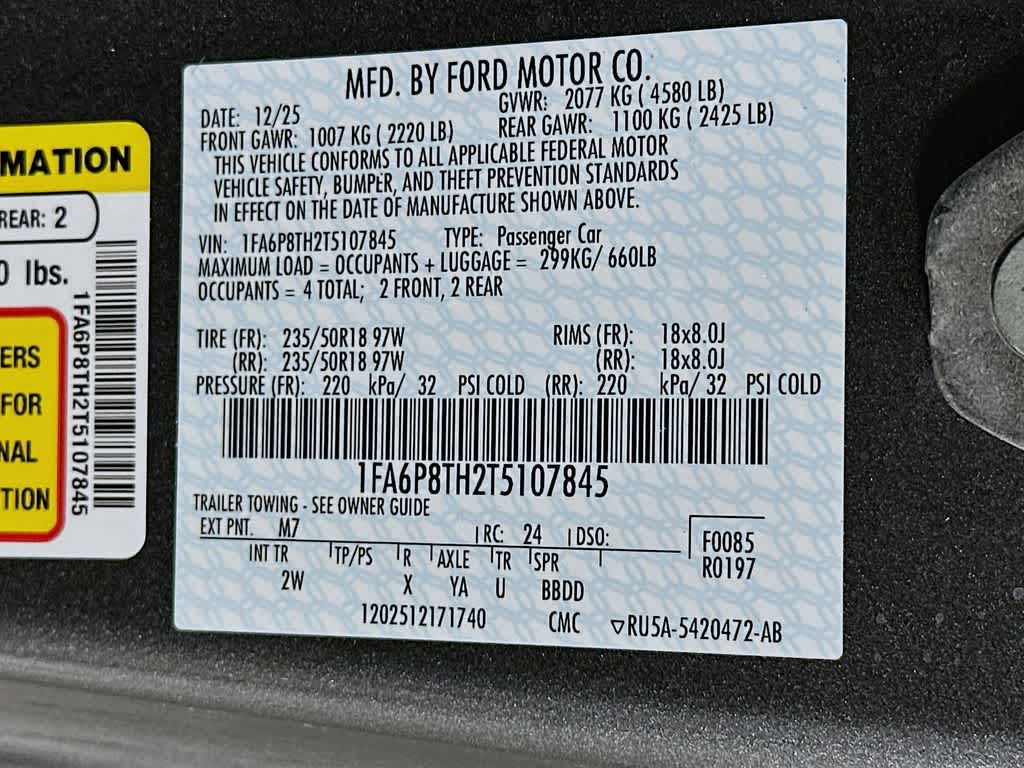 MFD. BY FORD MOTOR CO.
DATE: 12/25 GVWR: 2077 KG ( 4580 LB)
FRONT GAWR: 1007 KG ( 2220 LB) REAR GAWR: 1100 KG ( 2425 LB)
THIS VEHICLE CONFORMS TO ALL APPLICABLE FEDERAL MOTOR
VEHICLE SAFETY, BUMPER, AND THEFT PREVENTION STANDARDS
IN EFFECT ON THE DATE OF MANUFACTURE SHOWN ABOVE.
VIN: 1FA6P8TH2T5107845 TYPE: Passenger Car
MAXIMUM LOAD = OCCUPANTS + LUGGAGE = 299KG/ 660LB
OCCUPANTS = 4 TOTAL; 2 FRONT, 2 REAR
TIRE (FR): 235/50R18 97W RIMS (FR): 18x8.0J
(RR): 235/50R18 97W (RR): 18x8.0J
PRESSURE (FR): 220 kPa/ 32 PSI COLD (RR): 220 kPa/ 32 PSI COLD
1FA6P8TH2T5107845
TRAILER TOWING - SEE OWNER GUIDE
EXT PNT. M7 RC: 24 DSO: F0085
R0197
INT TR TP/PS R AXLE TR SPR
2W X YA U BBDD
1202512171740 CMC ▽RU5A-5420472-AB
MATION
REAR: 2
0 lbs.
ERS
FOR
NAL
TION
1FA6P8TH2T5107845